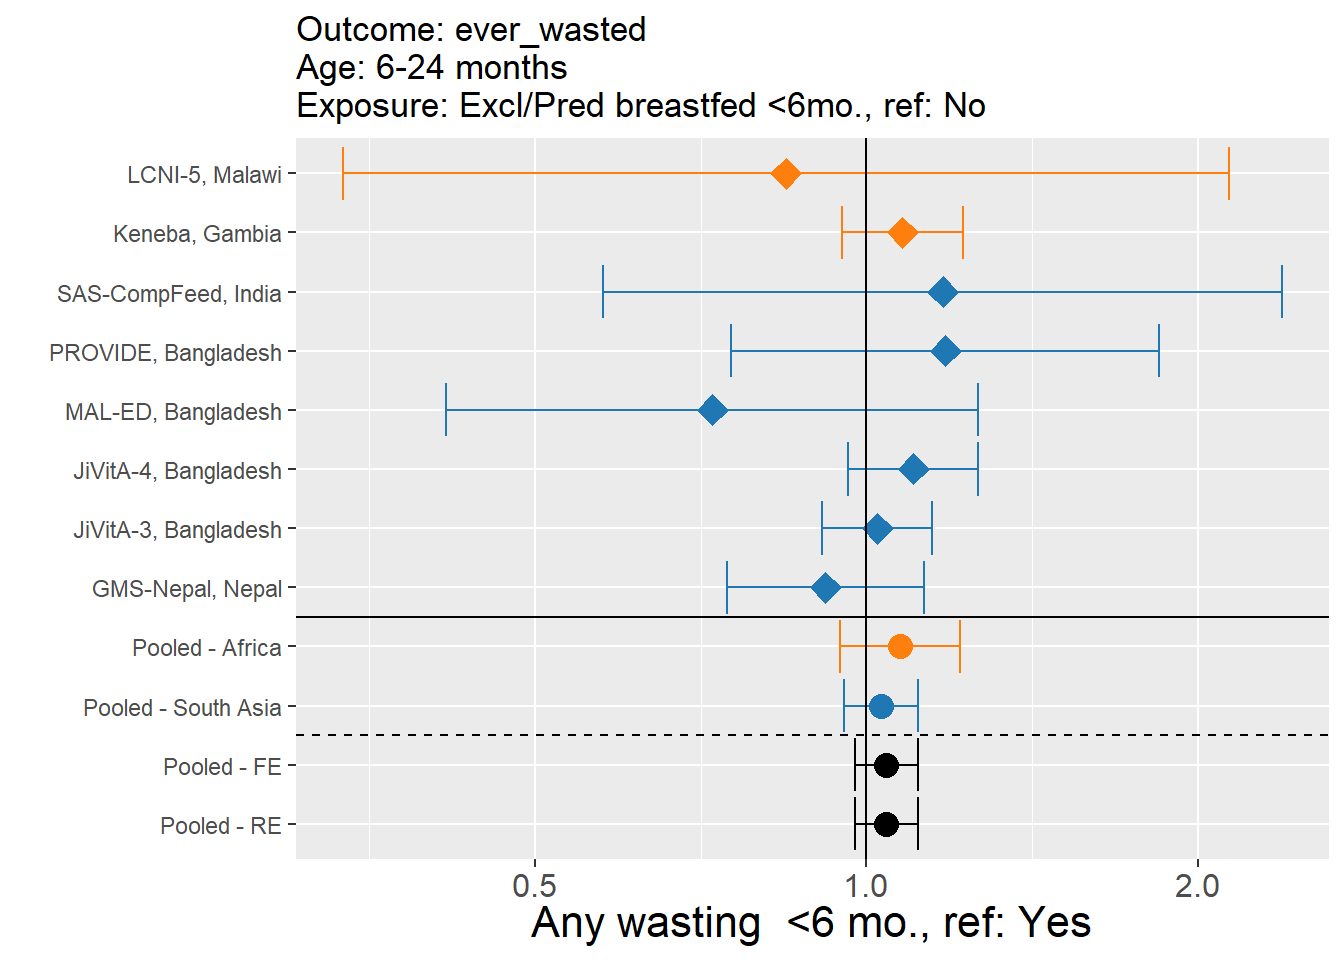 Outcome: ever_wasted
Age: 6-24 months
Exposure: Excl/Pred breastfed <6mo., ref: No
LCNI-5, Malawi
Keneba, Gambia
SAS-CompFeed, India
PROVIDE, Bangladesh
MAL-ED, Bangladesh
JiVitA-4, Bangladesh
JiVitA-3, Bangladesh
GMS-Nepal, Nepal
Pooled - Africa
Pooled - South Asia
Pooled - FE
Pooled - RE
0.5 1.0 2.0
Any wasting  <6 mo., ref: Yes